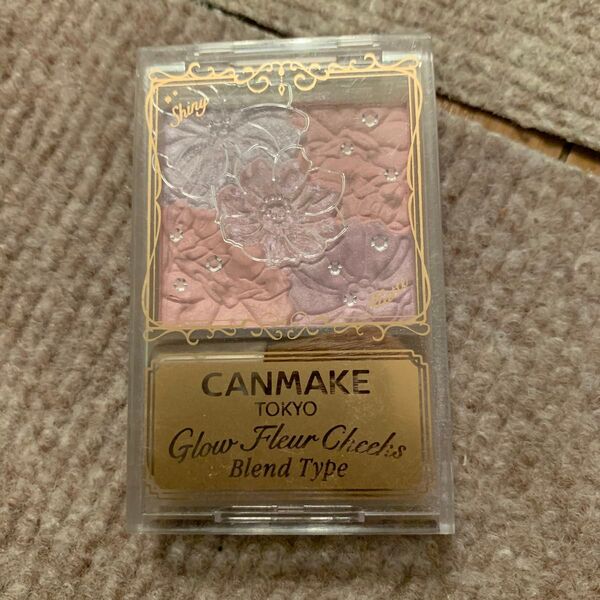 Shiny
CANMAKE
TOKYO
Glow Fleur Cheeks
Blend Type